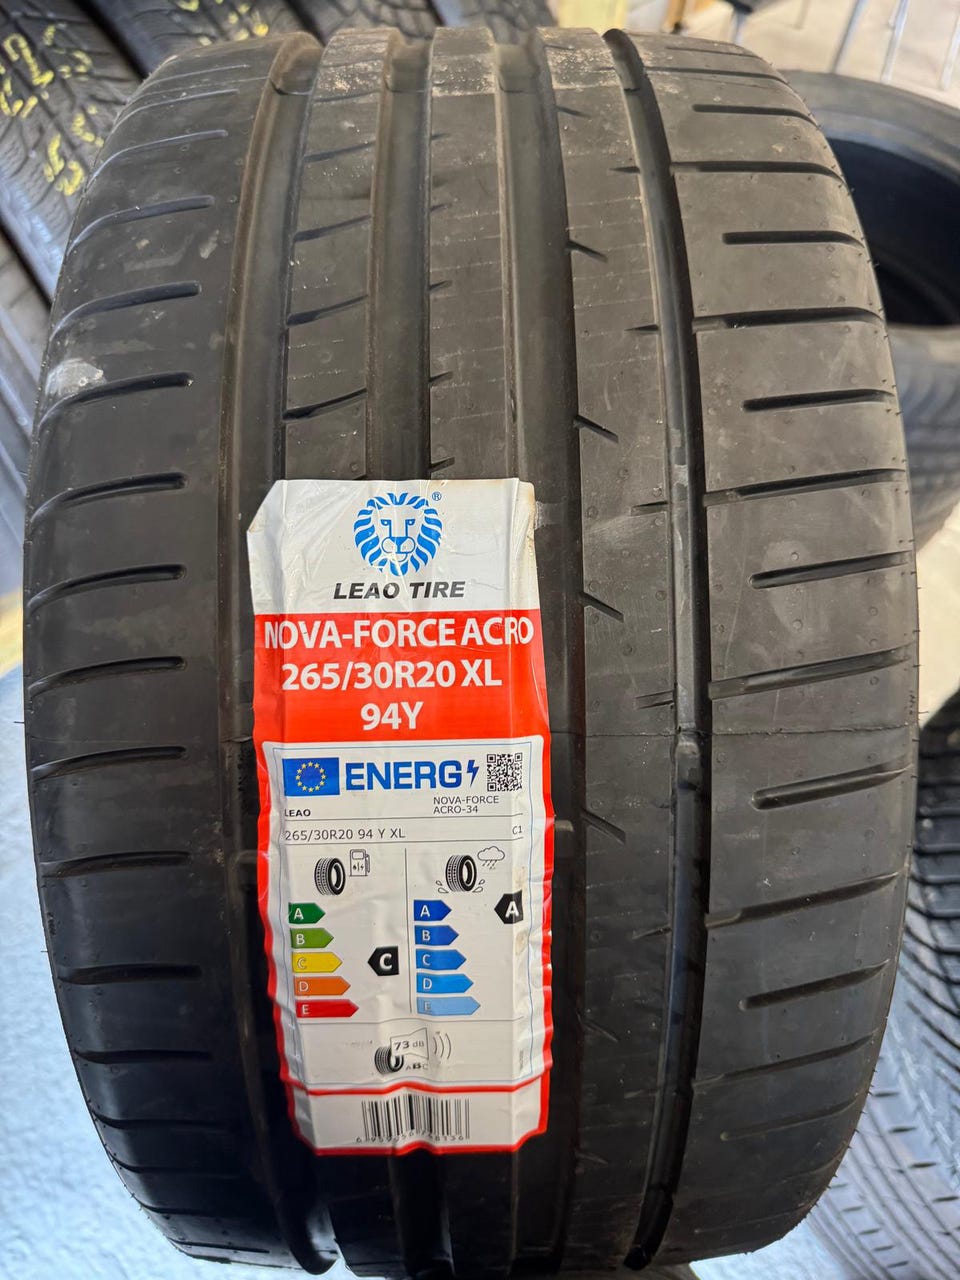 ®
LEAO TIRE
NOVA-FORCE ACRO
265/30R20 XL
94Y
ENERG
LEAO
NOVA-FORCE
ACRO-34
265/30R20 94 Y XL
C1
A
B
C
D
E
C
A
B
C
D
E
A
73 dB
ABC